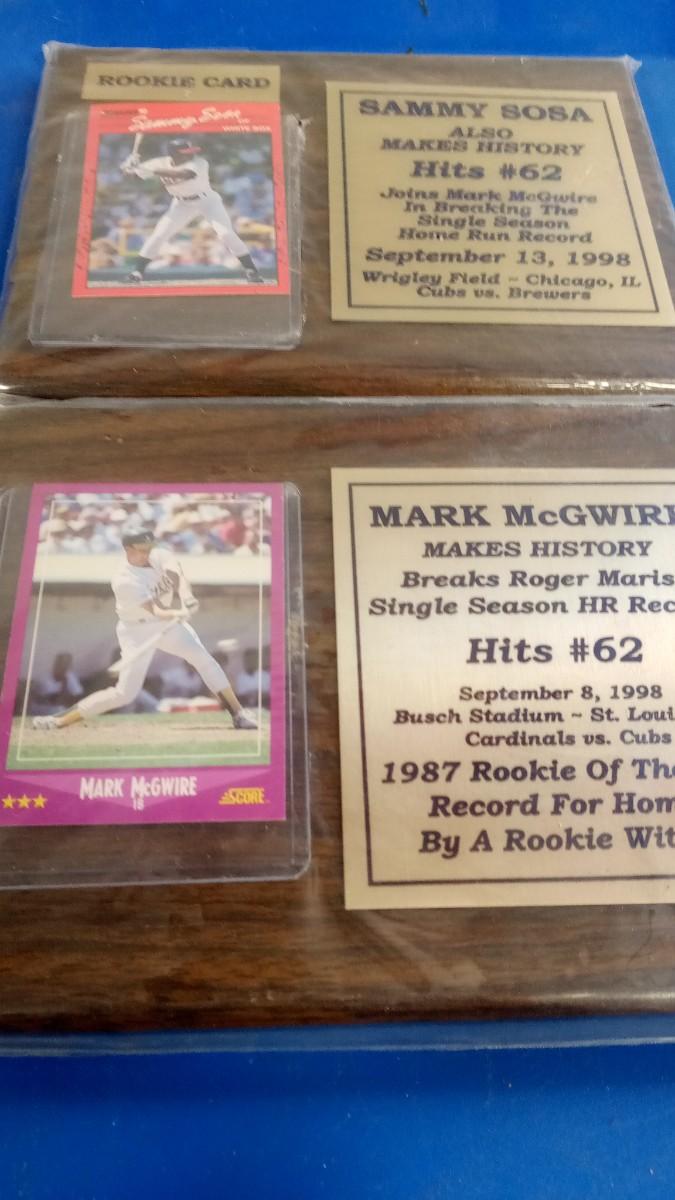 ROOKIE CARD
Sammy Sosa
OF
WHITE SOX
SAMMY SOSA
ALSO
MAKES HISTORY
Hits #62
Joins Mark McGwire
In Breaking The
Single Season
Home Run Record
September 13, 1998
Wrigley Field ~ Chicago, IL
Cubs vs. Brewers
MARK McGWIRE
1B
SCORE
MARK McGWIR
MAKES HISTORY
Breaks Roger Maris
Single Season HR Rec
Hits #62
September 8, 1998
Busch Stadium ~ St. Loui
Cardinals vs. Cubs
1987 Rookie Of The
Record For Hom
By A Rookie Wit